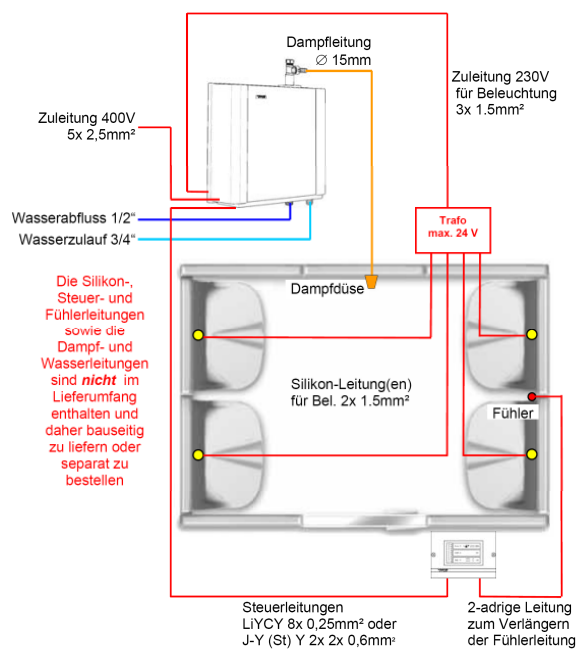 Dampfleitung
Ø 15mm
Zuleitung 230V
für Beleuchtung
3x 1.5mm²
Zuleitung 400V
5x 2,5mm²
Wasserabfluss 1/2“
Wasserzulauf 3/4“
Trafo
max. 24 V
Die Silikon-,
Steuer- und
Fühlerleitungen
sowie die
Dampf- und
Wasserleitungen
sind nicht im
Lieferumfang
enthalten und
daher bauseitig
zu liefern oder
separat zu
bestellen
Dampfdüse
Silikon-Leitung(en)
für Bel. 2x 1.5mm²
Fühler
Steuerleitungen
LiYCY 8x 0,25mm² oder
J-Y (St) Y 2x 2x 0,6mm²
2-adrige Leitung
zum Verlängern
der Fühlerleitung